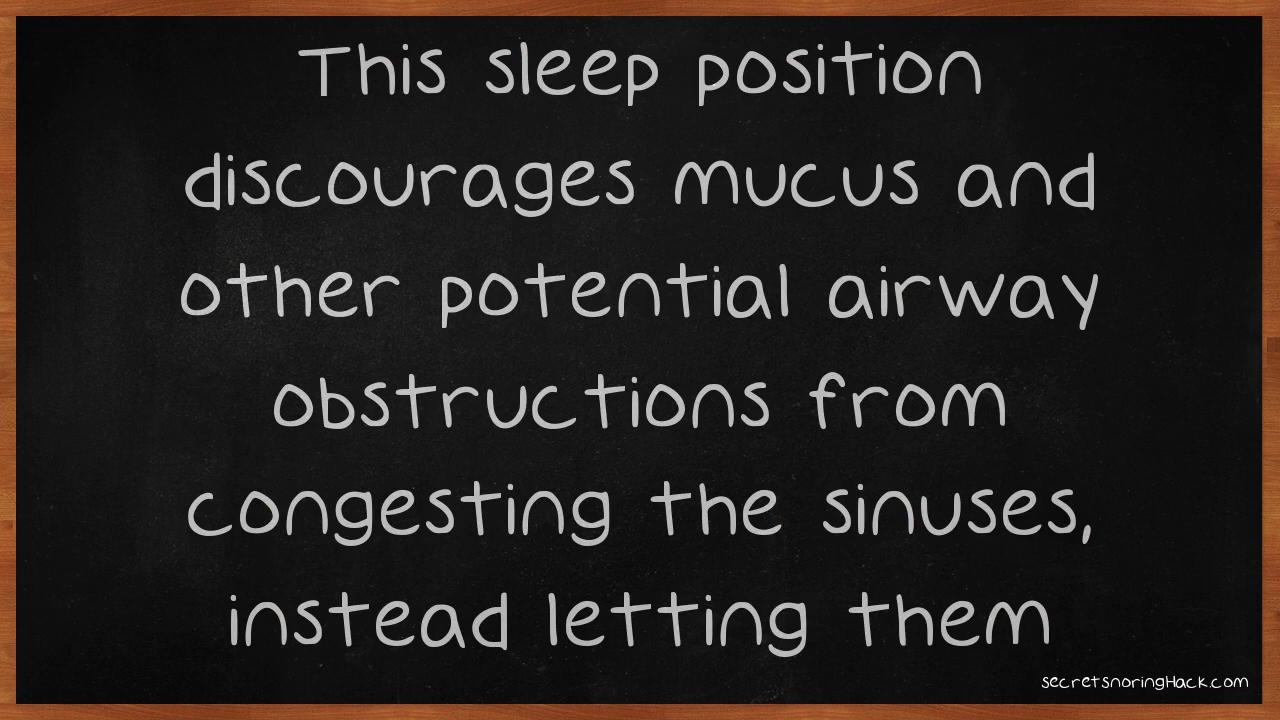 This sleep position
discourages mucus and
other potential airway
obstructions from
congesting the sinuses,
instead letting them
secretsnoringHack.com